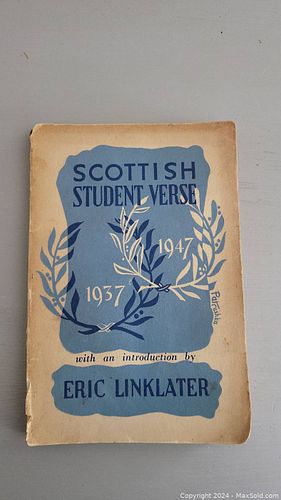 SCOTTISH
STUDENT VERSE
1947
1937
with an introduction by
ERIC LINKLATER
Copyright © 2024 - MaxSold.com